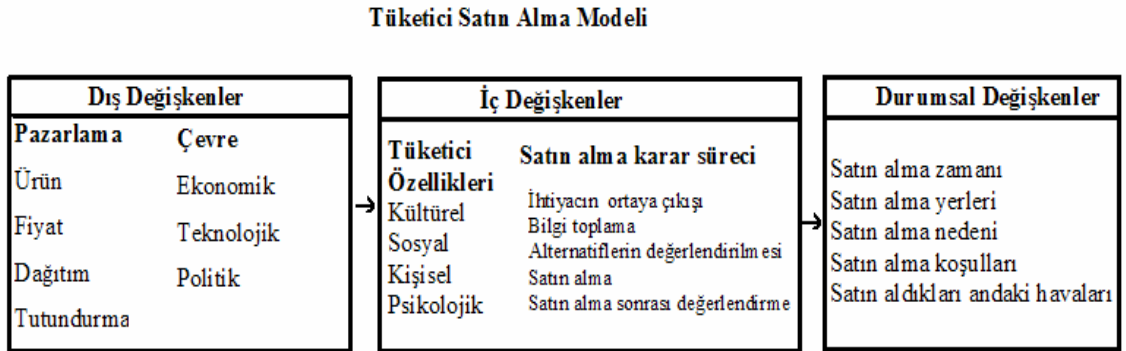 Tüketici Satın Alma Modeli
Dış Değişkenler
Pazarlama
Ürün
Fiyat
Dağıtım
Tutundurma
Çevre
Ekonomik
Teknolojik
Politik
İç Değişkenler
Tüketici
Özellikleri
Kültürel
Sosyal
Kişisel
Psikolojik
Satın alma karar süreci
İhtiyacın ortaya çıkışı
Bilgi toplama
Alternatiflerin değerlendirilmesi
Satın alma
Satın alma sonrası değerlendirme
Durumsal Değişkenler
Satın alma zamanı
Satın alma yerleri
Satın alma nedeni
Satın alma koşulları
Satın aldıkları andaki havaları